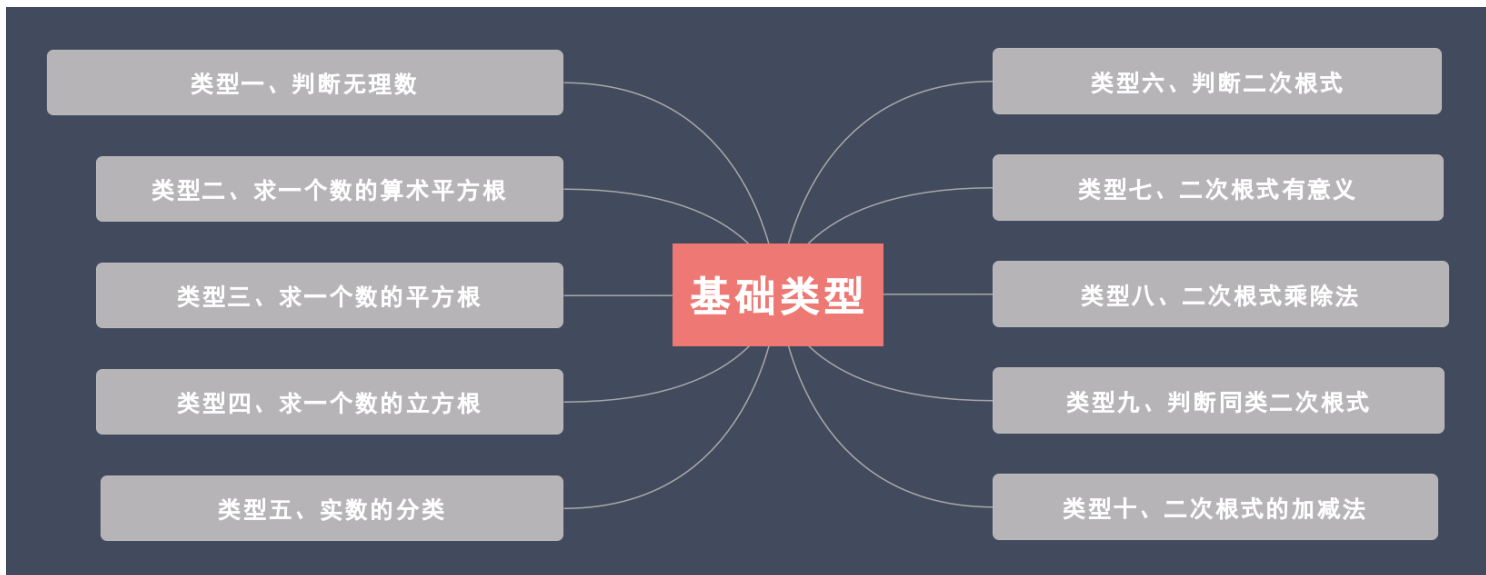 类型一、判断无理数
类型二、求一个数的算术平方根
类型三、求一个数的平方根
类型四、求一个数的立方根
类型五、实数的分类
基础类型
类型六、判断二次根式
类型七、二次根式有意义
类型八、二次根式乘除法
类型九、判断同类二次根式
类型十、二次根式的加减法